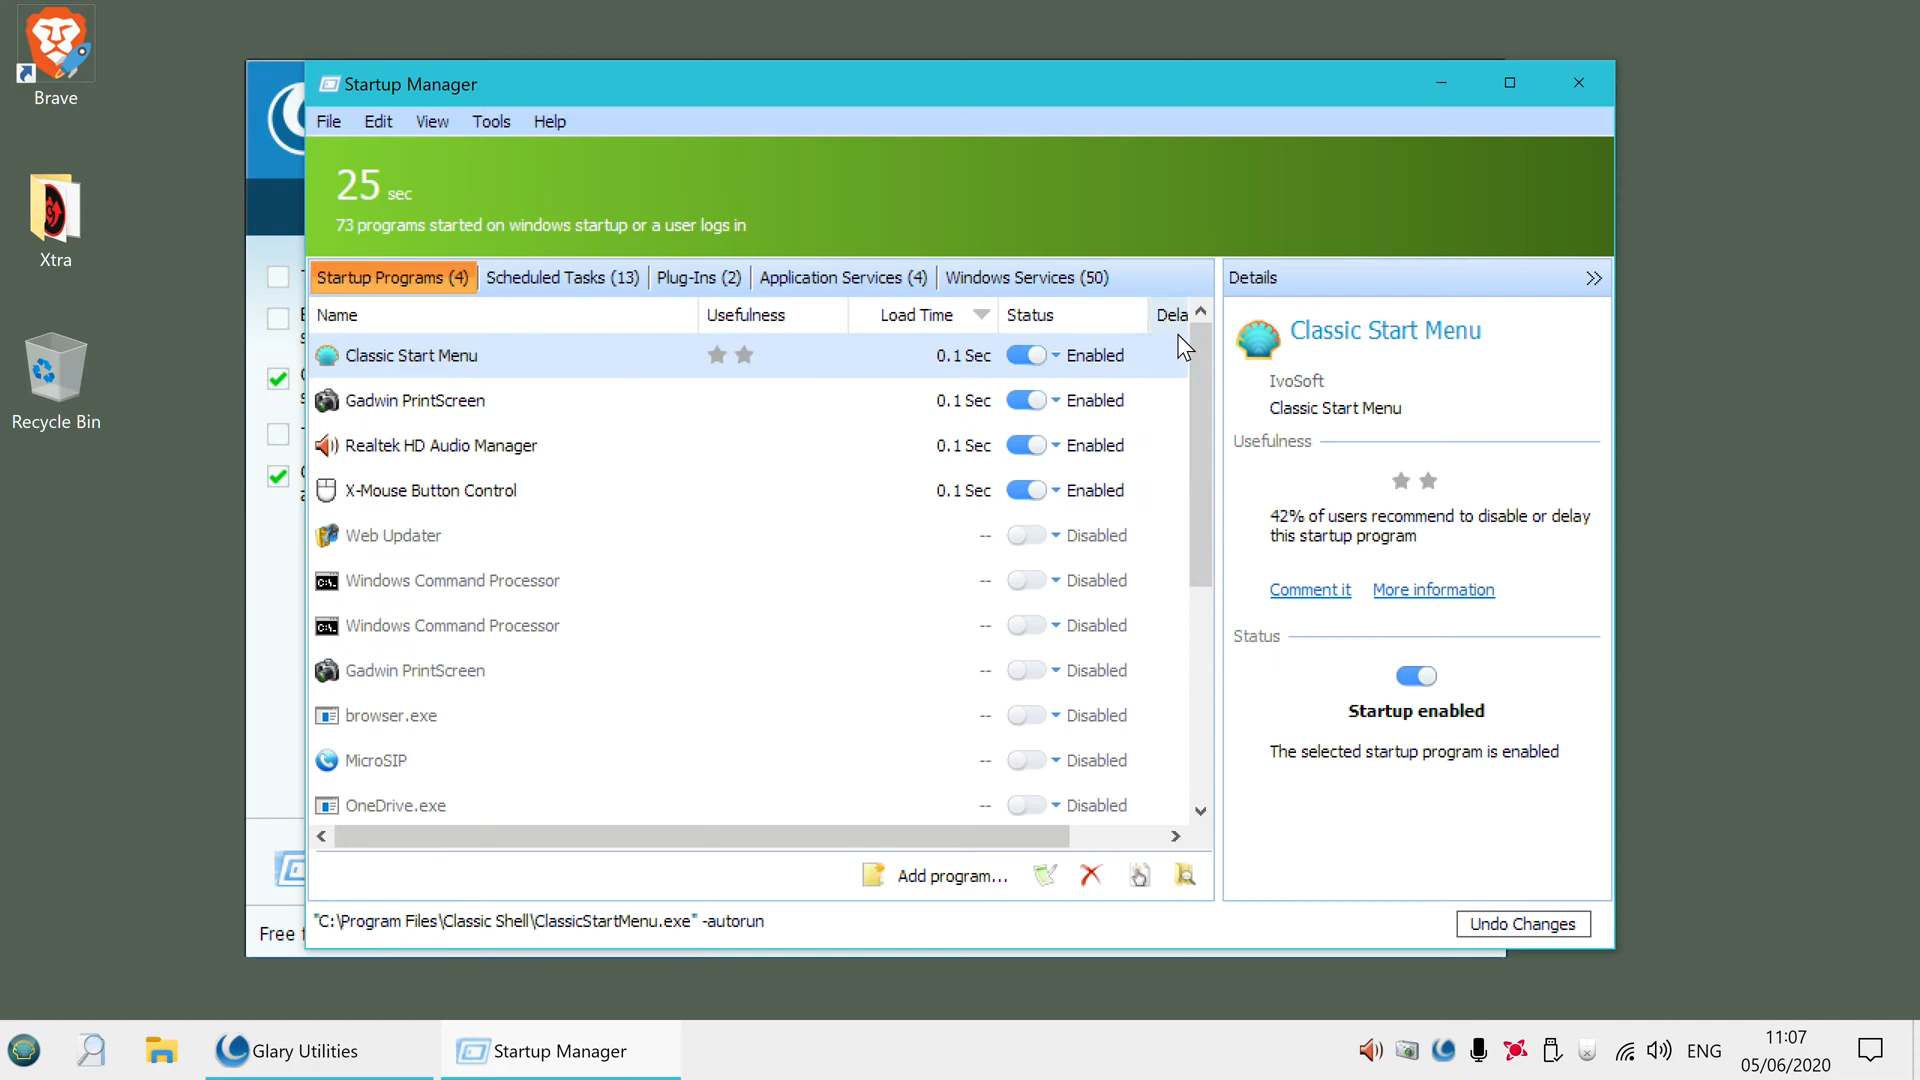 Brave
Xtra
Recycle Bin
Startup Manager
File Edit View Tools Help
25 sec
73 programs started on windows startup or a user logs in
Startup Programs (4) Scheduled Tasks (13) Plug-Ins (2) Application Services (4) Windows Services (50)
Name Usefulness Load Time Status Dela
Classic Start Menu 0.1 Sec Enabled
Gadwin PrintScreen 0.1 Sec Enabled
Realtek HD Audio Manager 0.1 Sec Enabled
X-Mouse Button Control 0.1 Sec Enabled
Web Updater -- Disabled
C:\. Windows Command Processor -- Disabled
C:\. Windows Command Processor -- Disabled
Gadwin PrintScreen -- Disabled
browser.exe -- Disabled
MicroSIP -- Disabled
OneDrive.exe -- Disabled
Add program...
"C:\Program Files\Classic Shell\ClassicStartMenu.exe" -autorun
Details
Classic Start Menu
IvoSoft
Classic Start Menu
Usefulness
42% of users recommend to disable or delay
this startup program
Comment it More information
Status
Startup enabled
The selected startup program is enabled
Undo Changes
Free
Glary Utilities
Startup Manager
ENG
11:07
05/06/2020